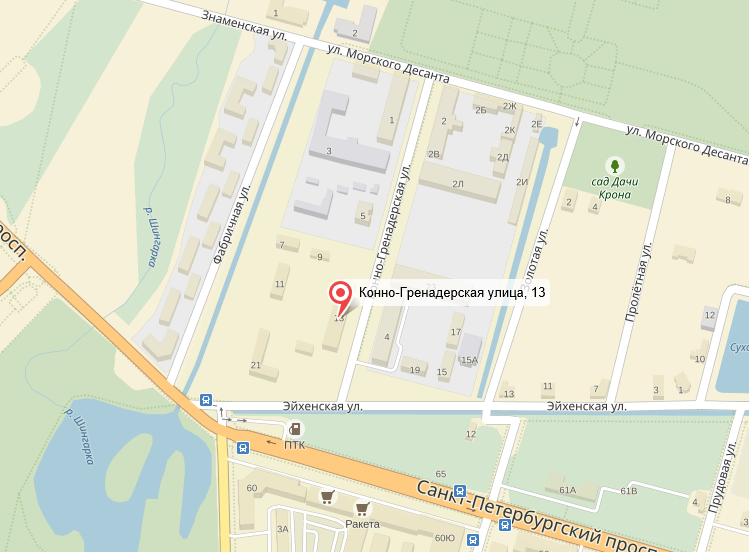 1
2
Знаменская ул.
ул. Морского Десанта
1
2Б
2Ж
2
2К
2Е
3
2В
2Д
ул. Морского Десанта
2Л
2И
сад Дачи
Крона
Фабричная ул.
р. Шингарка
5
Конно-Гренадерская ул.
2
4
8
7
9
Золотая ул.
Пролётная ул.
11
Конно-Гренадерская улица, 13
13
4
17
12
21
19
15
15А
10
13
11
7
3
1
Эйхенская ул.
Эйхенская ул.
р. Шингарка
ПТК
12
65
60
Санкт-Петербургский просп.
61А
61В
Прудовая ул.
3А
Ракета
60Ю